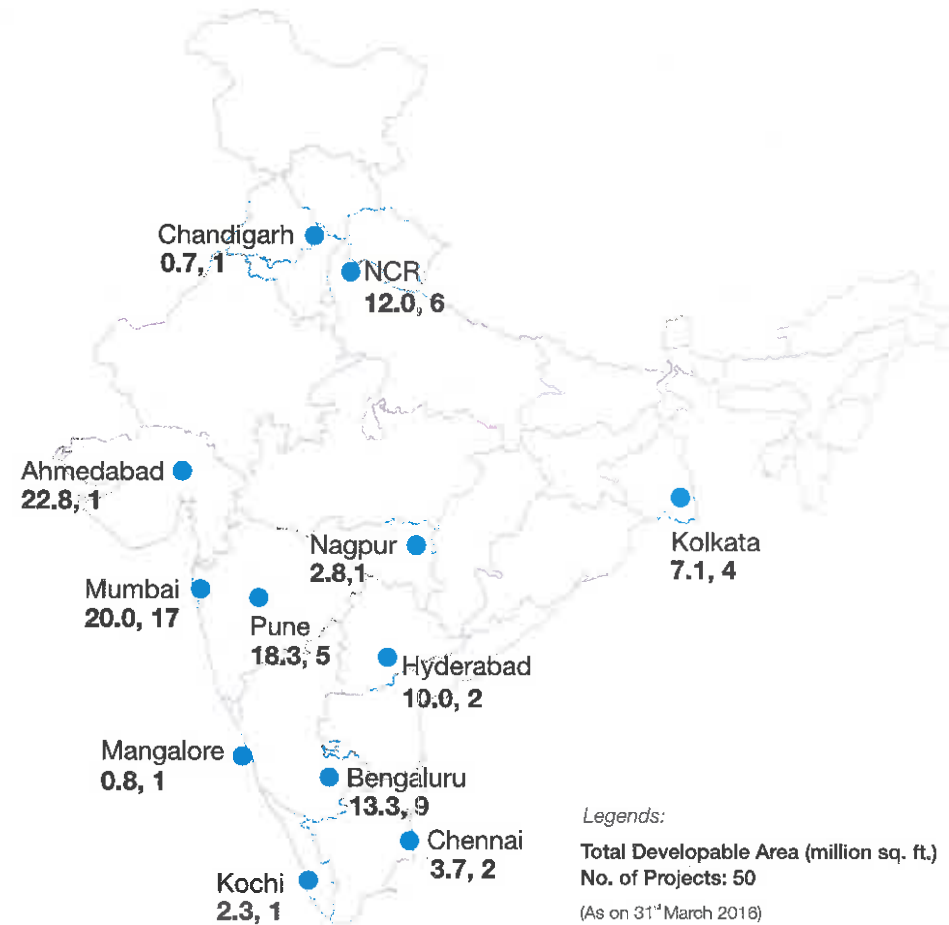 Chandigarh
0.7, 1
NCR
12.0, 6
Ahmedabad
22.8, 1
Nagpur
2.8,1
Kolkata
7.1, 4
Mumbai
20.0, 17
Pune
18.3, 5
Hyderabad
10.0, 2
Mangalore
0.8, 1
Bengaluru
13.3, 9
Chennai
3.7, 2
Kochi
2.3, 1
Legends:
Total Developable Area (million sq. ft.)
No. of Projects: 50
(As on 31st March 2016)